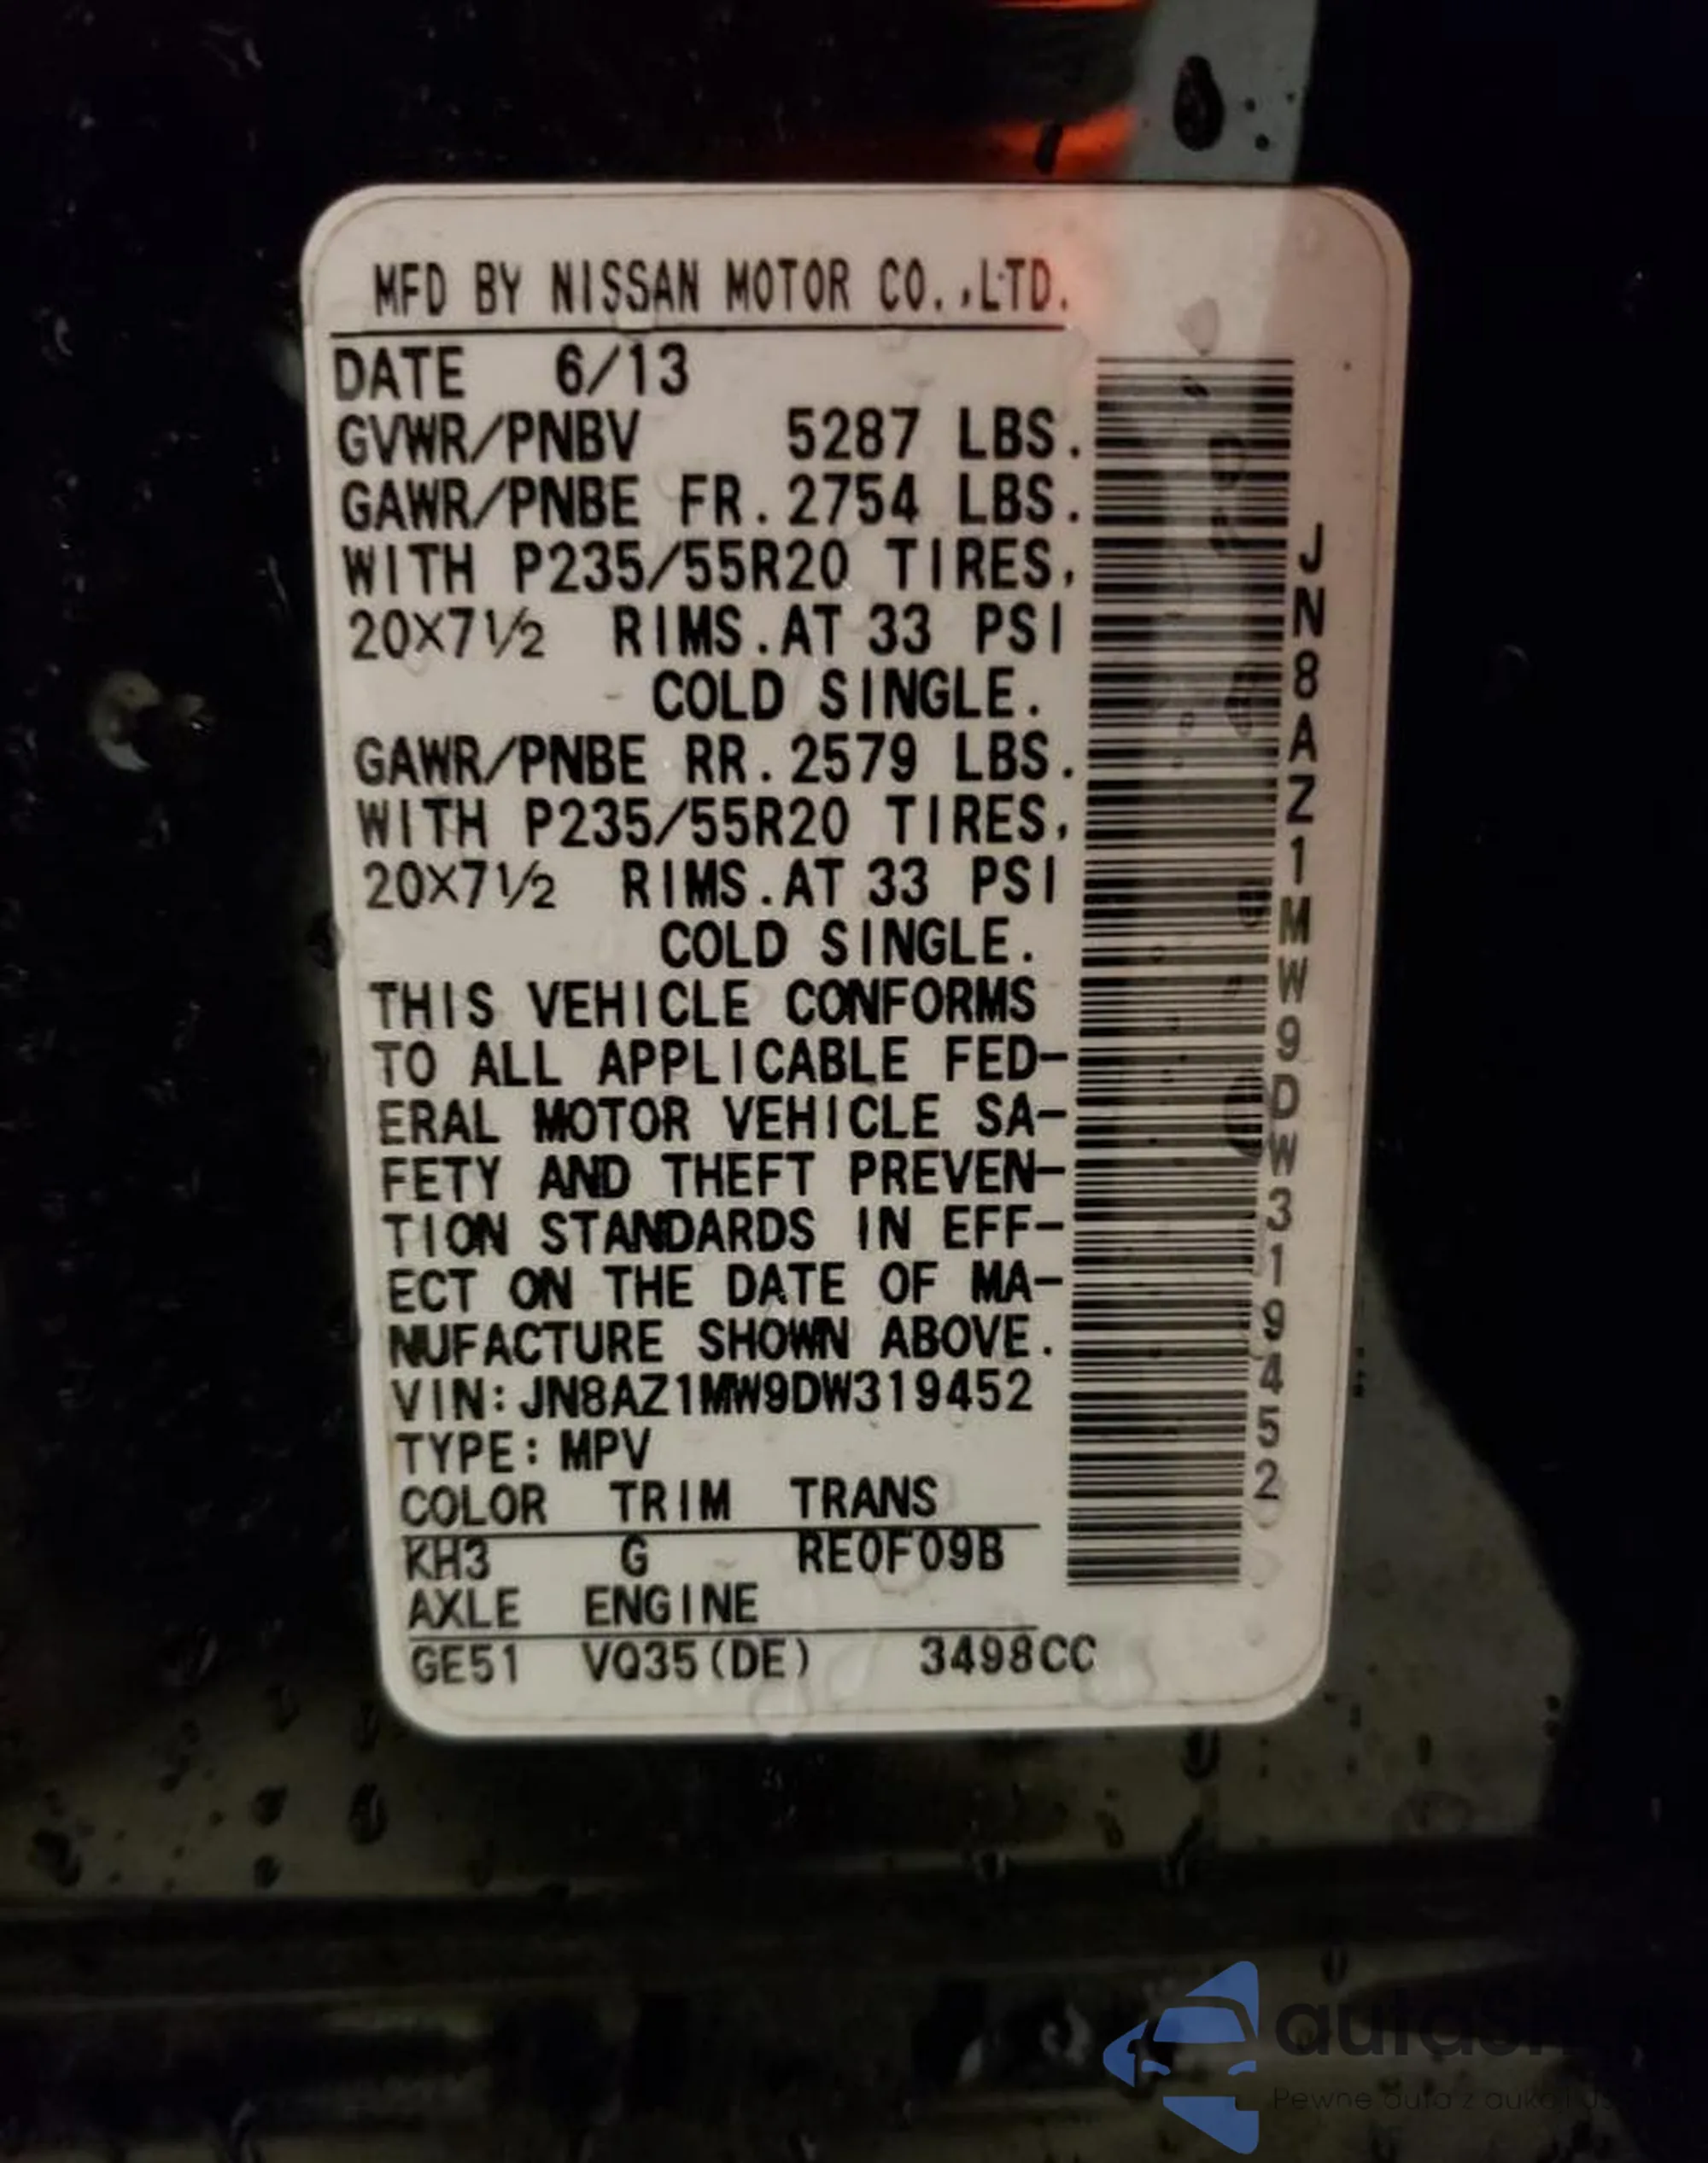 MFD BY NISSAN MOTOR CO.,LTD.
DATE 6/13
GVWR/PNBV 5287 LBS.
GAWR/PNBE FR.2754 LBS.
WITH P235/55R20 TIRES,
20X7½ RIMS.AT 33 PSI
COLD SINGLE.
GAWR/PNBE RR.2579 LBS.
WITH P235/55R20 TIRES,
20X7½ RIMS.AT 33 PSI
COLD SINGLE.
THIS VEHICLE CONFORMS
TO ALL APPLICABLE FED-
ERAL MOTOR VEHICLE SA-
FETY AND THEFT PREVEN-
TION STANDARDS IN EFF-
ECT ON THE DATE OF MA-
NUFACTURE SHOWN ABOVE.
VIN:JN8AZ1MW9DW319452
TYPE:MPV
COLOR TRIM TRANS
KH3 G RE0F09B
AXLE ENGINE
GE51 VQ35(DE) 3498CC
JN8AZ1MW9DW319452
Pewne auta z